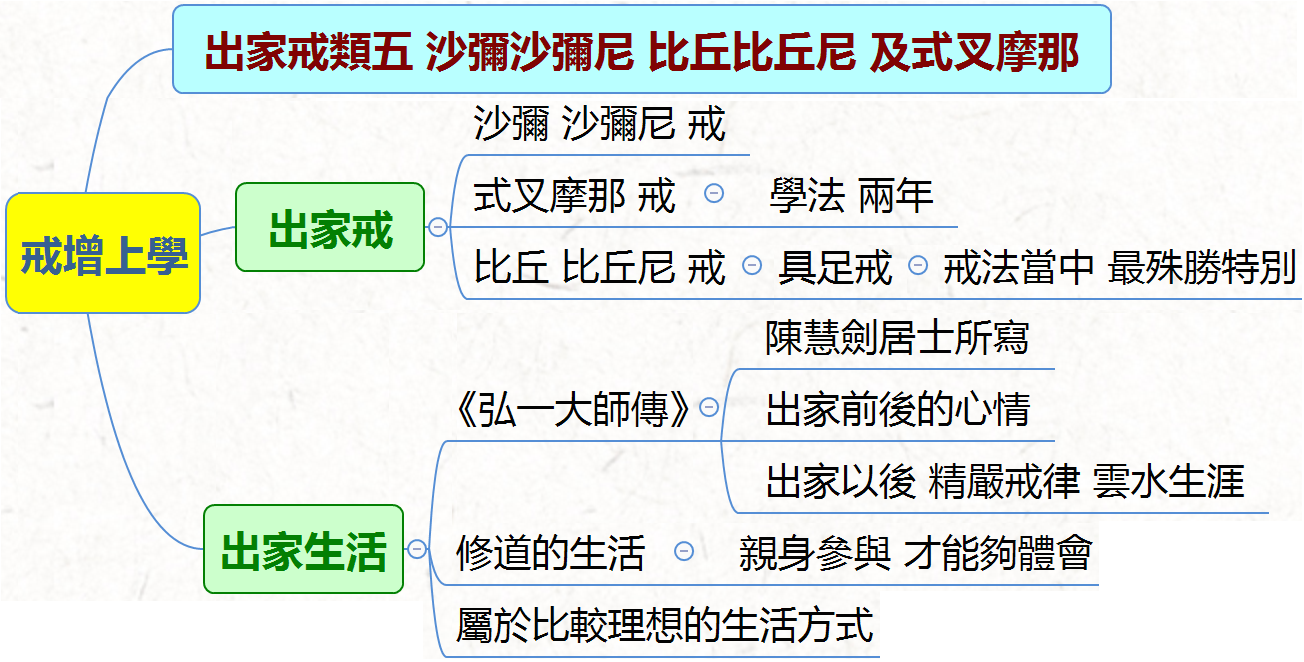 出家戒類五 沙彌沙彌尼 比丘比丘尼 及式叉摩那
戒增上學
出家戒
沙彌 沙彌尼 戒
式叉摩那 戒
學法 兩年
比丘 比丘尼 戒
具足戒
戒法當中 最殊勝特別
出家生活
《弘一大師傳》
陳慧劍居士所寫
出家前後的心情
出家以後 精嚴戒律 雲水生涯
修道的生活
親身參與 才能夠體會
屬於比較理想的生活方式